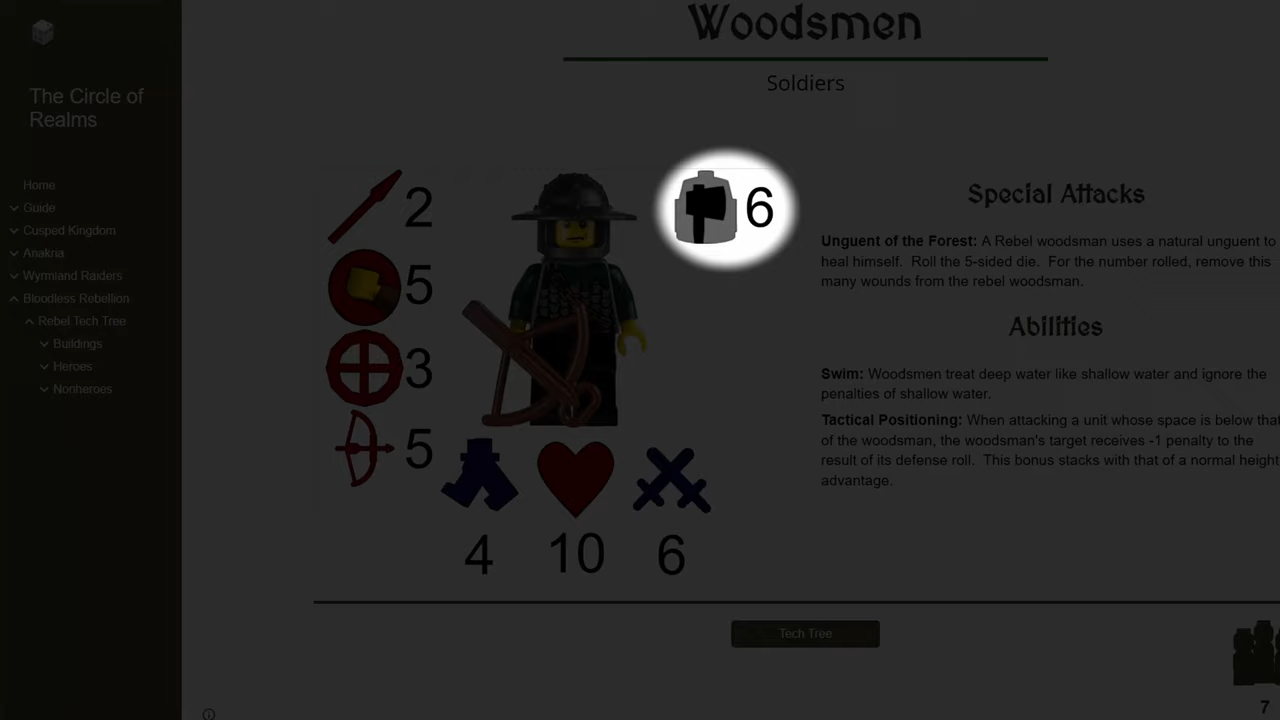 Woodsmen
Soldiers
The Circle of
Realms
Home
Guide
Cusped Kingdom
Anakria
Wyrmland Raiders
Bloodless Rebellion
Rebel Tech Tree
Buildings
Heroes
Nonheroes
2
5
3
5
6
4
10
6
Special Attacks
Unguent of the Forest: A Rebel woodsman uses a natural unguent to
heal himself. Roll the 5-sided die. For the number rolled, remove this
many wounds from the rebel woodsman.
Abilities
Swim: Woodsmen treat deep water like shallow water and ignore the
penalties of shallow water.
Tactical Positioning: When attacking a unit whose space is below tha
of the woodsman, the woodsman's target receives -1 penalty to the
result of its defense roll. This bonus stacks with that of a normal height
advantage.
Tech Tree
7